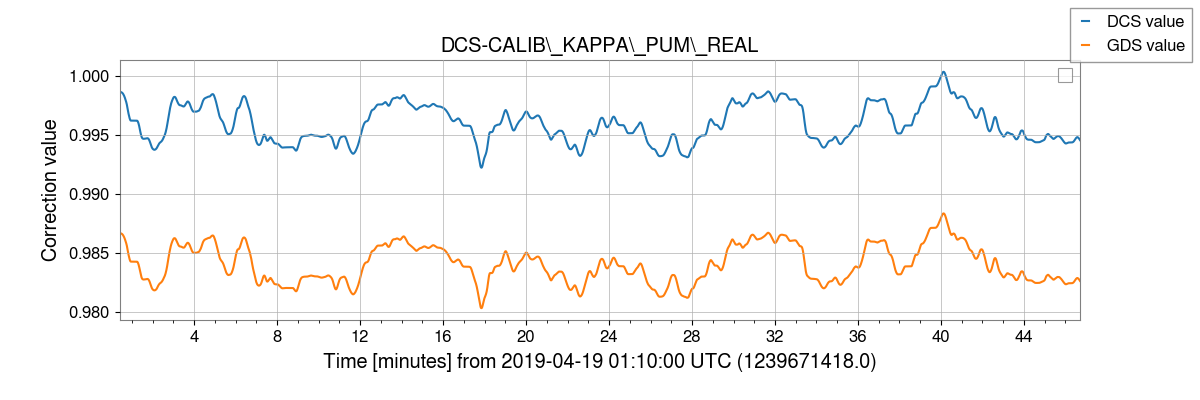 DCS value
GDS value
DCS-CALIB\_KAPPA\_PUM\_REAL
Correction value
1.000
0.995
0.990
0.985
0.980
4 8 12 16 20 24 28 32 36 40 44
Time [minutes] from 2019-04-19 01:10:00 UTC (1239671418.0)